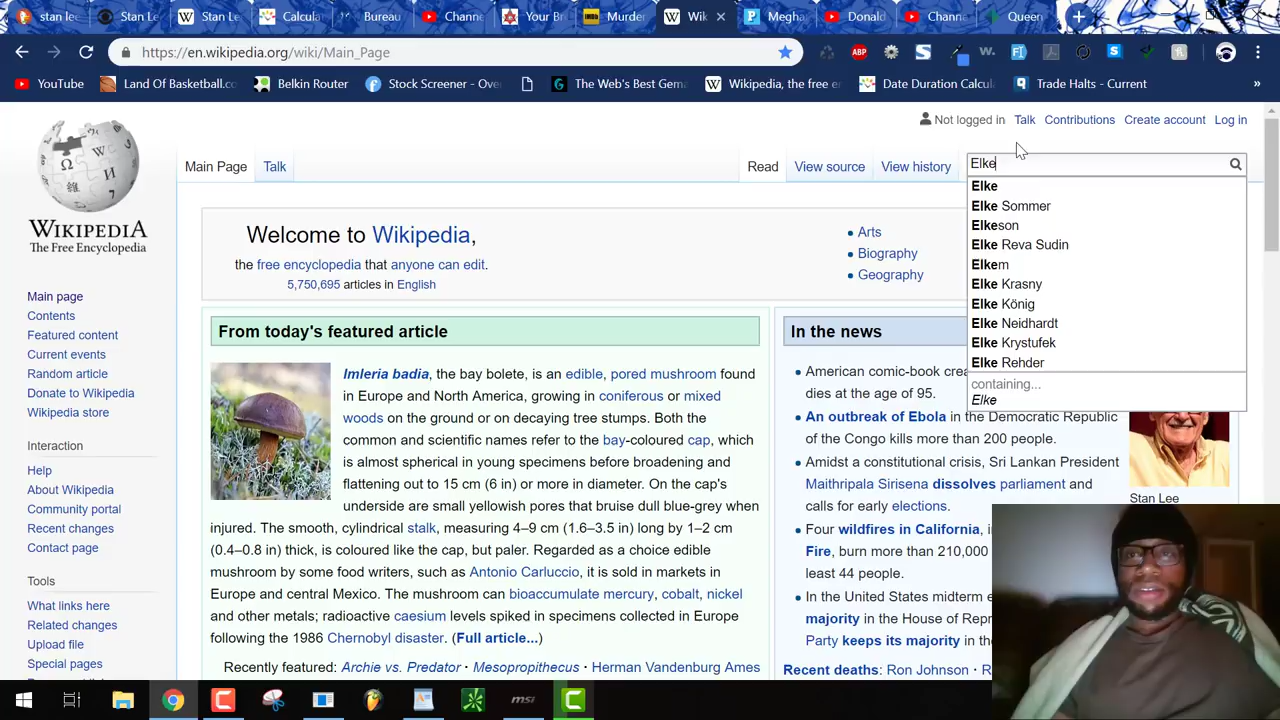 stan lee
Stan Le
Stan L
Calcula
Bureau
Channe
Your Br
Murder
Wik
Megha
Donald
Channe
Queen
https://en.wikipedia.org/wiki/Main_Page
YouTube
Land Of Basketball.co
Belkin Router
Stock Screener - Ove
The Web's Best Gema
Wikipedia, the free er
Date Duration Calcul
Trade Halts - Current
Not logged in Talk Contributions Create account Log in
Main Page Talk Read View source View history
Elke
WIKIPEDIA
The Free Encyclopedia
Main page
Contents
Featured content
Current events
Random article
Donate to Wikipedia
Wikipedia store
Interaction
Help
About Wikipedia
Community portal
Recent changes
Contact page
Tools
What links here
Related changes
Upload file
Special pages
Welcome to Wikipedia,
the free encyclopedia that anyone can edit.
5,750,695 articles in English
Arts
Biography
Geography
Elke
Elke Sommer
Elkeson
Elke Reva Sudin
Elkem
Elke Krasny
Elke König
Elke Neidhardt
Elke Krystufek
Elke Rehder
containing...
Elke
From today's featured article
Imleria badia, the bay bolete, is an edible, pored mushroom found
in Europe and North America, growing in coniferous or mixed
woods on the ground or on decaying tree stumps. Both the
common and scientific names refer to the bay-coloured cap, which
is almost spherical in young specimens before broadening and
flattening out to 15 cm (6 in) or more in diameter. On the cap's
underside are small yellowish pores that bruise dull blue-grey when
injured. The smooth, cylindrical stalk, measuring 4–9 cm (1.6–3.5 in) long by 1–2 cm
(0.4–0.8 in) thick, is coloured like the cap, but paler. Regarded as a choice edible
mushroom by some food writers, such as Antonio Carluccio, it is sold in markets in
Europe and central Mexico. The mushroom can bioaccumulate mercury, cobalt, nickel
and other metals; radioactive caesium levels spiked in specimens collected in Europe
following the 1986 Chernobyl disaster. (Full article...)
Recently featured: Archie vs. Predator · Mesopropithecus · Herman Vandenburg Ames
In the news
American comic-book crea
dies at the age of 95.
An outbreak of Ebola in the Democratic Republic
of the Congo kills more than 200 people.
Amidst a constitutional crisis, Sri Lankan President
Maithripala Sirisena dissolves parliament and
calls for early elections.
Four wildfires in California, i
Fire, burn more than 210,000
least 44 people.
In the United States midterm e
majority in the House of Repr
Party keeps its majority in the
Recent deaths: Ron Johnson
Stan Lee
ABP
msi